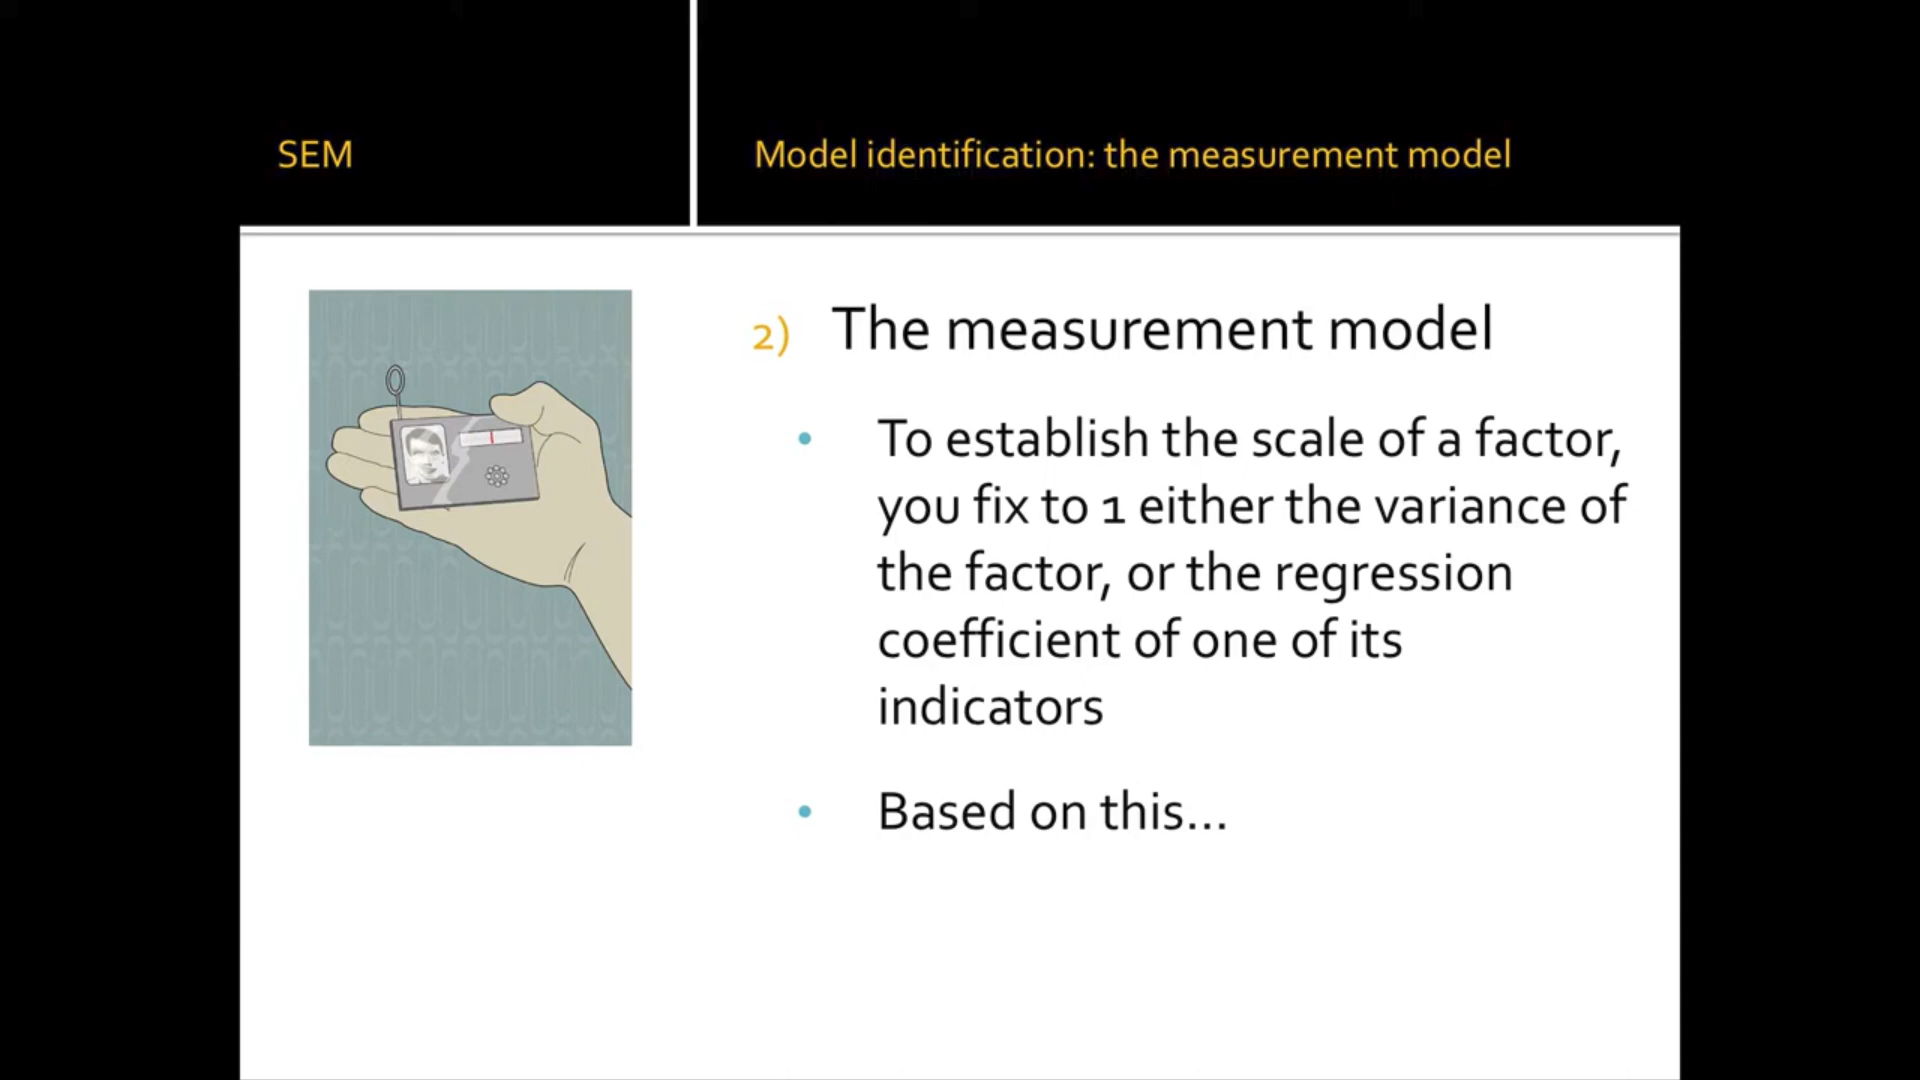 SEM
Model identification: the measurement model
2) The measurement model
• To establish the scale of a factor,
you fix to 1 either the variance of
the factor, or the regression
coefficient of one of its
indicators
• Based on this...